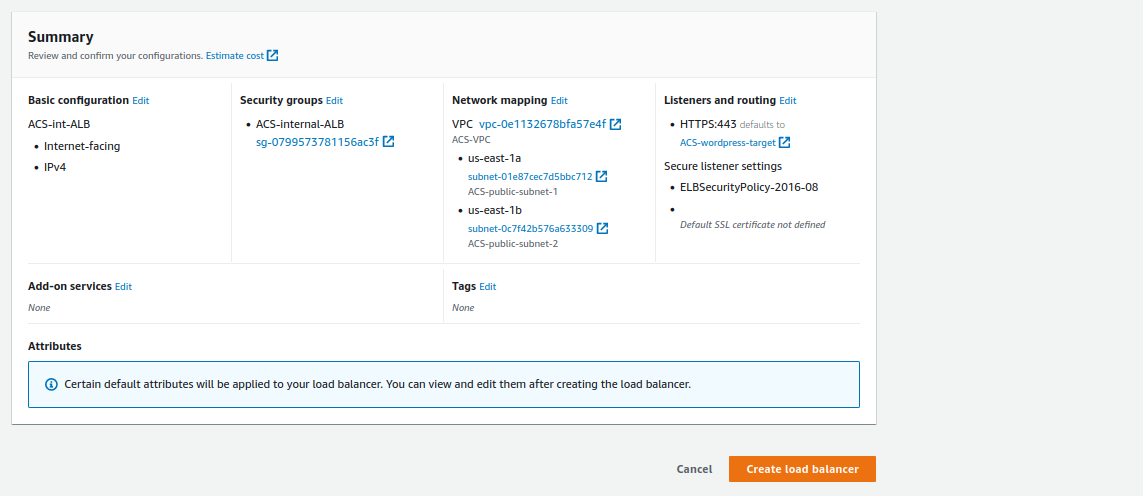 Summary
Review and confirm your configurations. Estimate cost
Basic configuration Edit
ACS-int-ALB
• Internet-facing
• IPv4
Security groups Edit
• ACS-internal-ALB
sg-0799573781156ac3f
Network mapping Edit
VPC vpc-0e1132678bfa57e4f
ACS-VPC
• us-east-1a
subnet-01e87cec7d5bbc712
ACS-public-subnet-1
• us-east-1b
subnet-0c7f42b576a633309
ACS-public-subnet-2
Listeners and routing Edit
• HTTPS:443 defaults to
ACS-wordpress-target
Secure listener settings
• ELBSecurityPolicy-2016-08
•
Default SSL certificate not defined
Add-on services Edit
None
Tags Edit
None
Attributes
Certain default attributes will be applied to your load balancer. You can view and edit them after creating the load balancer.
Cancel
Create load balancer